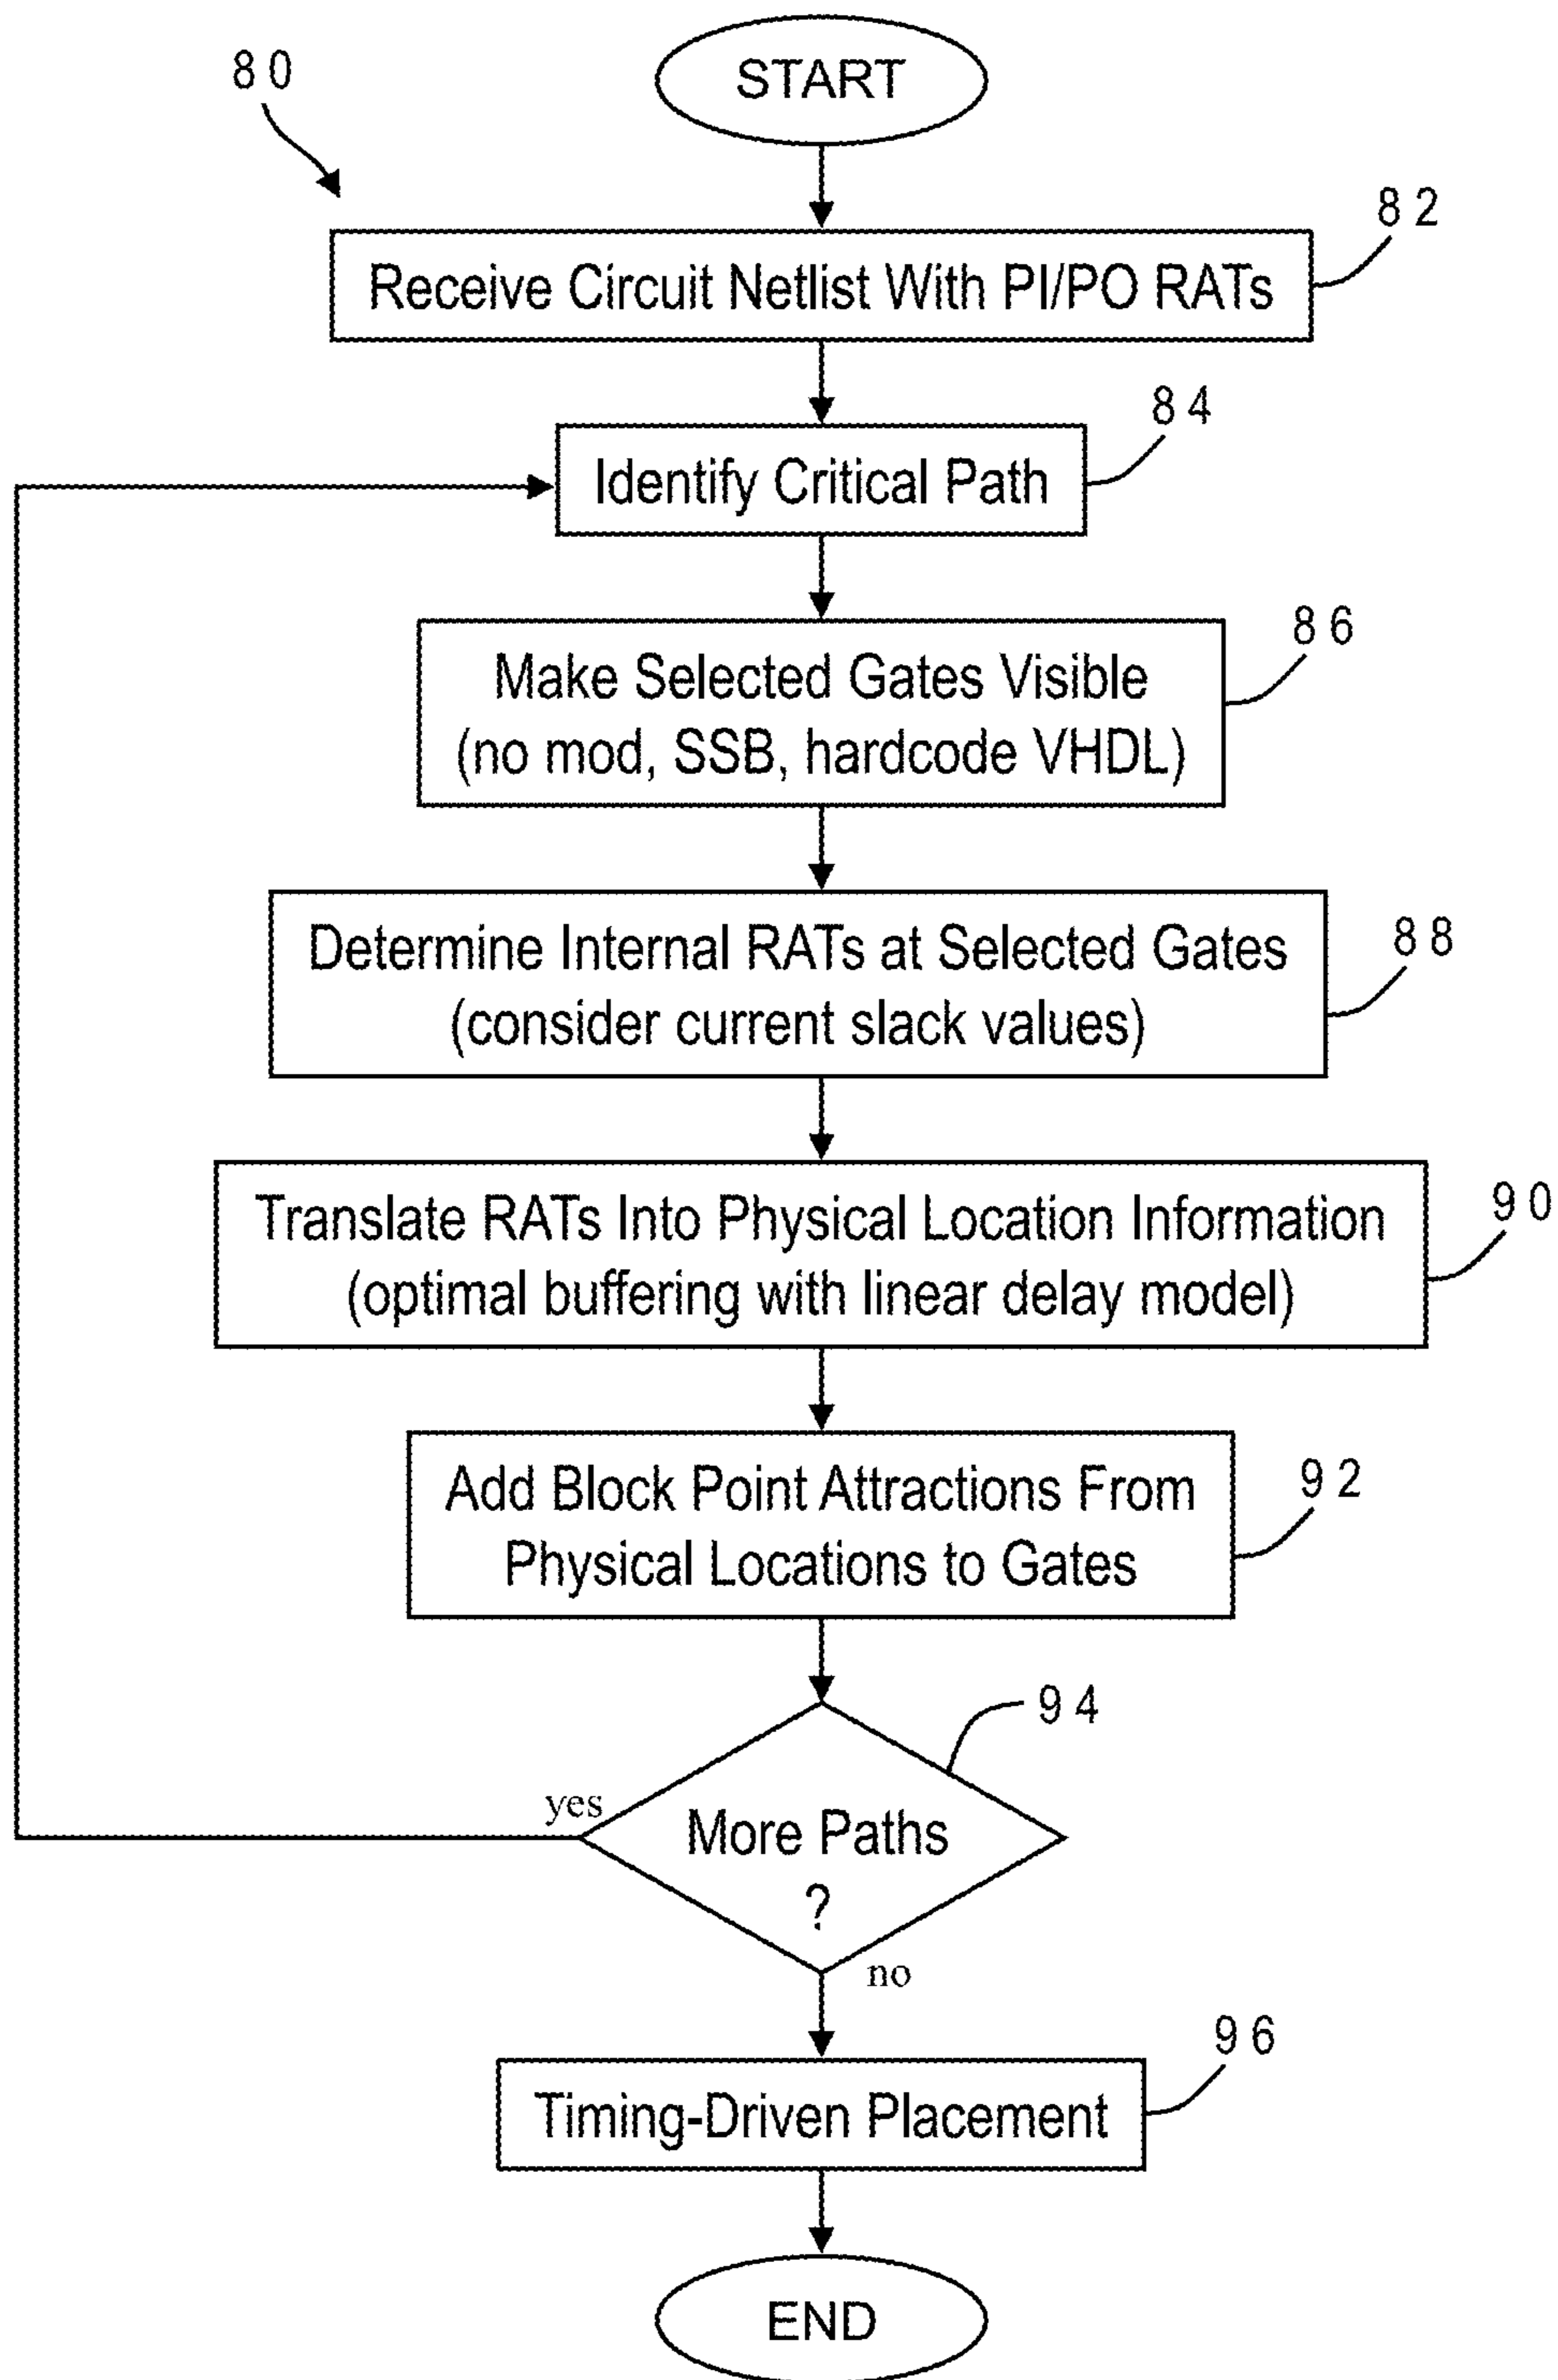 START
80
82
Receive Circuit Netlist With PI/PO RATs
84
Identify Critical Path
86
Make Selected Gates Visible
(no mod, SSB, hardcode VHDL)
88
Determine Internal RATs at Selected Gates
(consider current slack values)
90
Translate RATs Into Physical Location Information
(optimal buffering with linear delay model)
92
Add Block Point Attractions From
Physical Locations to Gates
94
yes
More Paths
?
no
96
Timing-Driven Placement
END